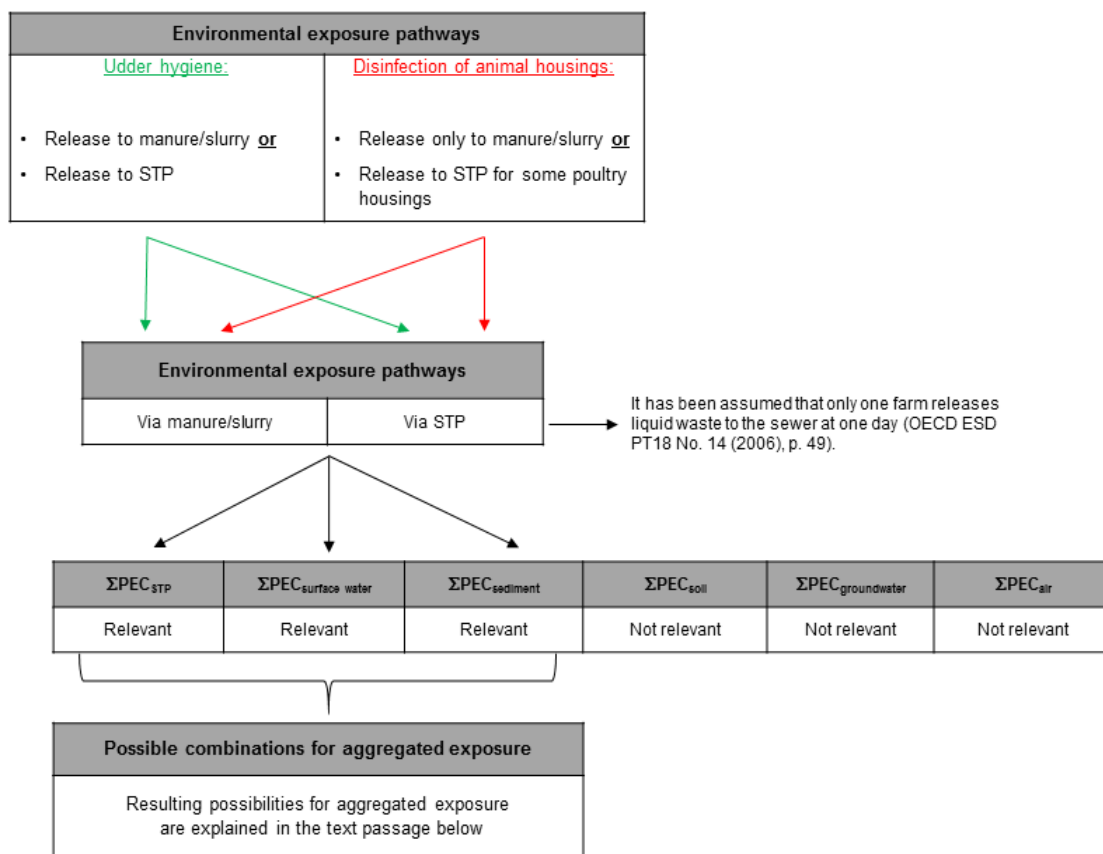 Environmental exposure pathways
Udder hygiene:
• Release to manure/slurry or
• Release to STP
Disinfection of animal housings:
• Release only to manure/slurry or
• Release to STP for some poultry
housings
Environmental exposure pathways
Via manure/slurry
Via STP
It has been assumed that only one farm releases
liquid waste to the sewer at one day (OECD ESD
PT18 No. 14 (2006), p. 49).
ΣPECSTP
ΣPECsurface water
ΣPECsediment
ΣPECsoil
ΣPECgroundwater
ΣPECair
Relevant
Relevant
Relevant
Not relevant
Not relevant
Not relevant
Possible combinations for aggregated exposure
Resulting possibilities for aggregated exposure
are explained in the text passage below